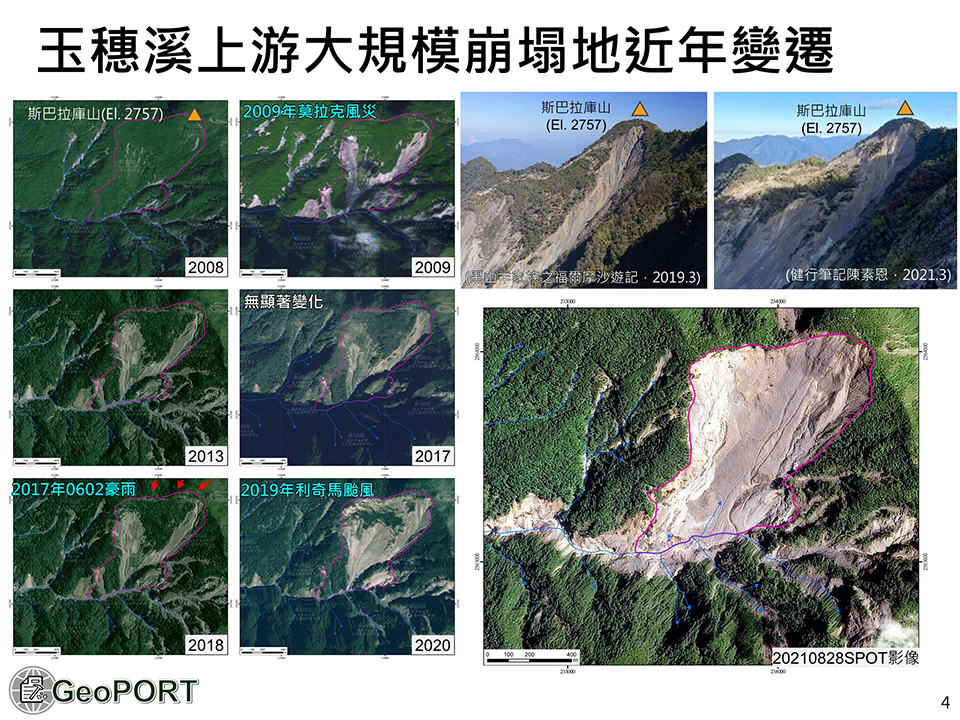 玉穗溪上游大規模崩塌地近年變遷
斯巴拉庫山(El. 2757)
2008
2009年莫拉克風災
2009
斯巴拉庫山
(El. 2757)
福爾摩沙遊記．2019.3)
斯巴拉庫山
(El. 2757)
(健行筆記陳素恩．2021.3)
2013
無顯著變化
2017
2017年0602豪雨
2018
2019年利奇馬颱風
2020
233000
234000
0 100 200 400
m
20210828SPOT影像
233000
234000
GeoPORT
4